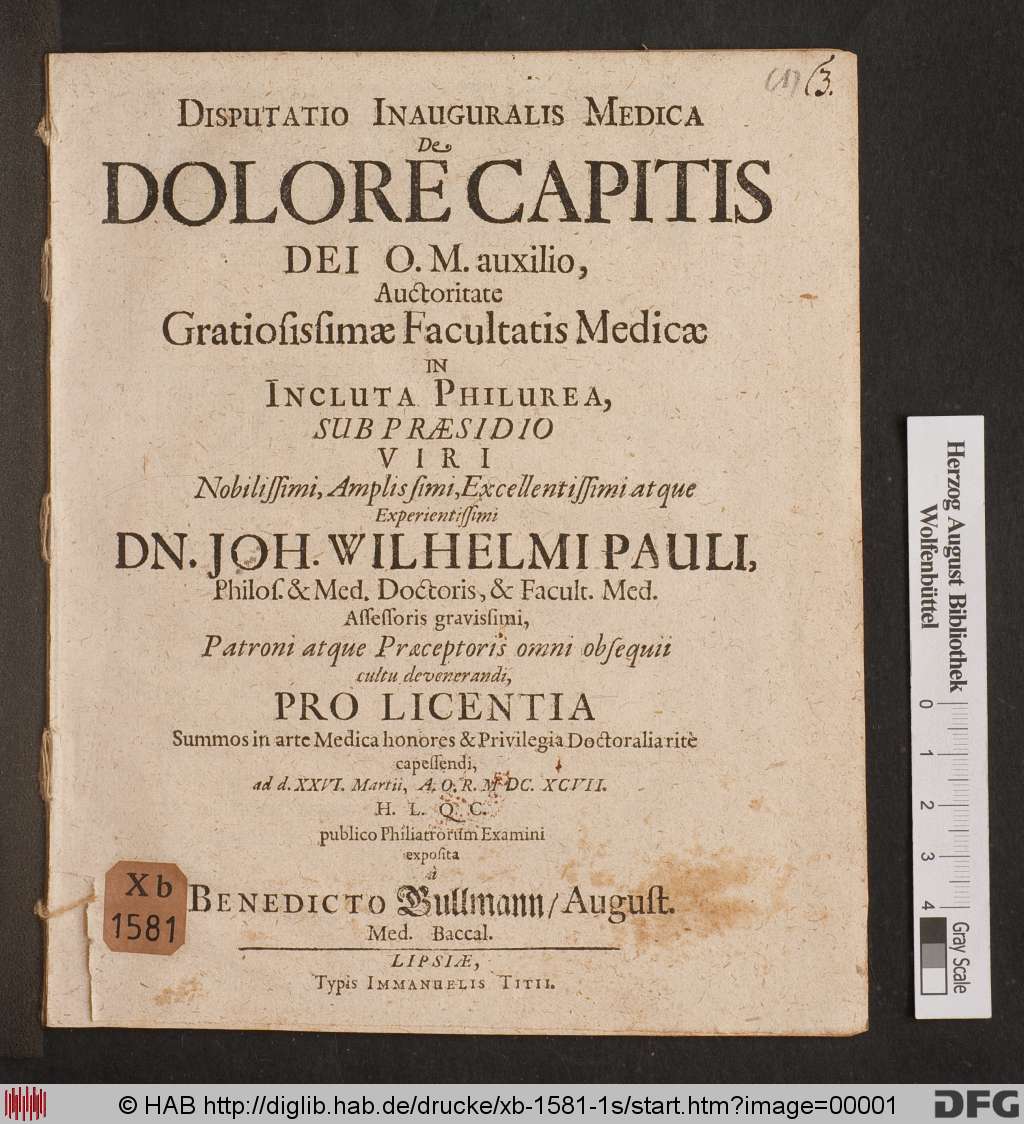 (1) (3.
DISPUTATIO INAUGURALIS MEDICA
De
DOLORE CAPITIS
DEI O. M. auxilio,
Auctoritate
Gratiosissimæ Facultatis Medicæ
IN
INCLUTA PHILUREA,
SUB PRÆSIDIO
VIRI
Nobiliſſimi, Amplisſimi, Excellentiſſimi atque
Experientiſſimi
DN. JOH. WILHELMI PAULI,
Philoſ. & Med. Doctoris, & Facult. Med.
Aſſeſſoris gravisſimi,
Patroni atque Præceptoris omni obſequii
cultu devenerandi,
PRO LICENTIA
Summos in arte Medica honores & Privilegia Doctoralia ritè
capeſſendi,
ad d. XXVI. Martii, A. O. R. M DC. XCVII.
H. L. Q. C.
publico Philiatrorum Examini
expoſita
à
BENEDICTO Gullmann/ Auguſt.
Med. Baccal.
LIPSIÆ,
Typis IMMANUELIS TITII.
Xb
1581
Herzog August Bibliothek
Wolfenbüttel
0 1 2 3 4
Gray Scale
© HAB http://diglib.hab.de/drucke/xb-1581-1s/start.htm?image=00001
DFG